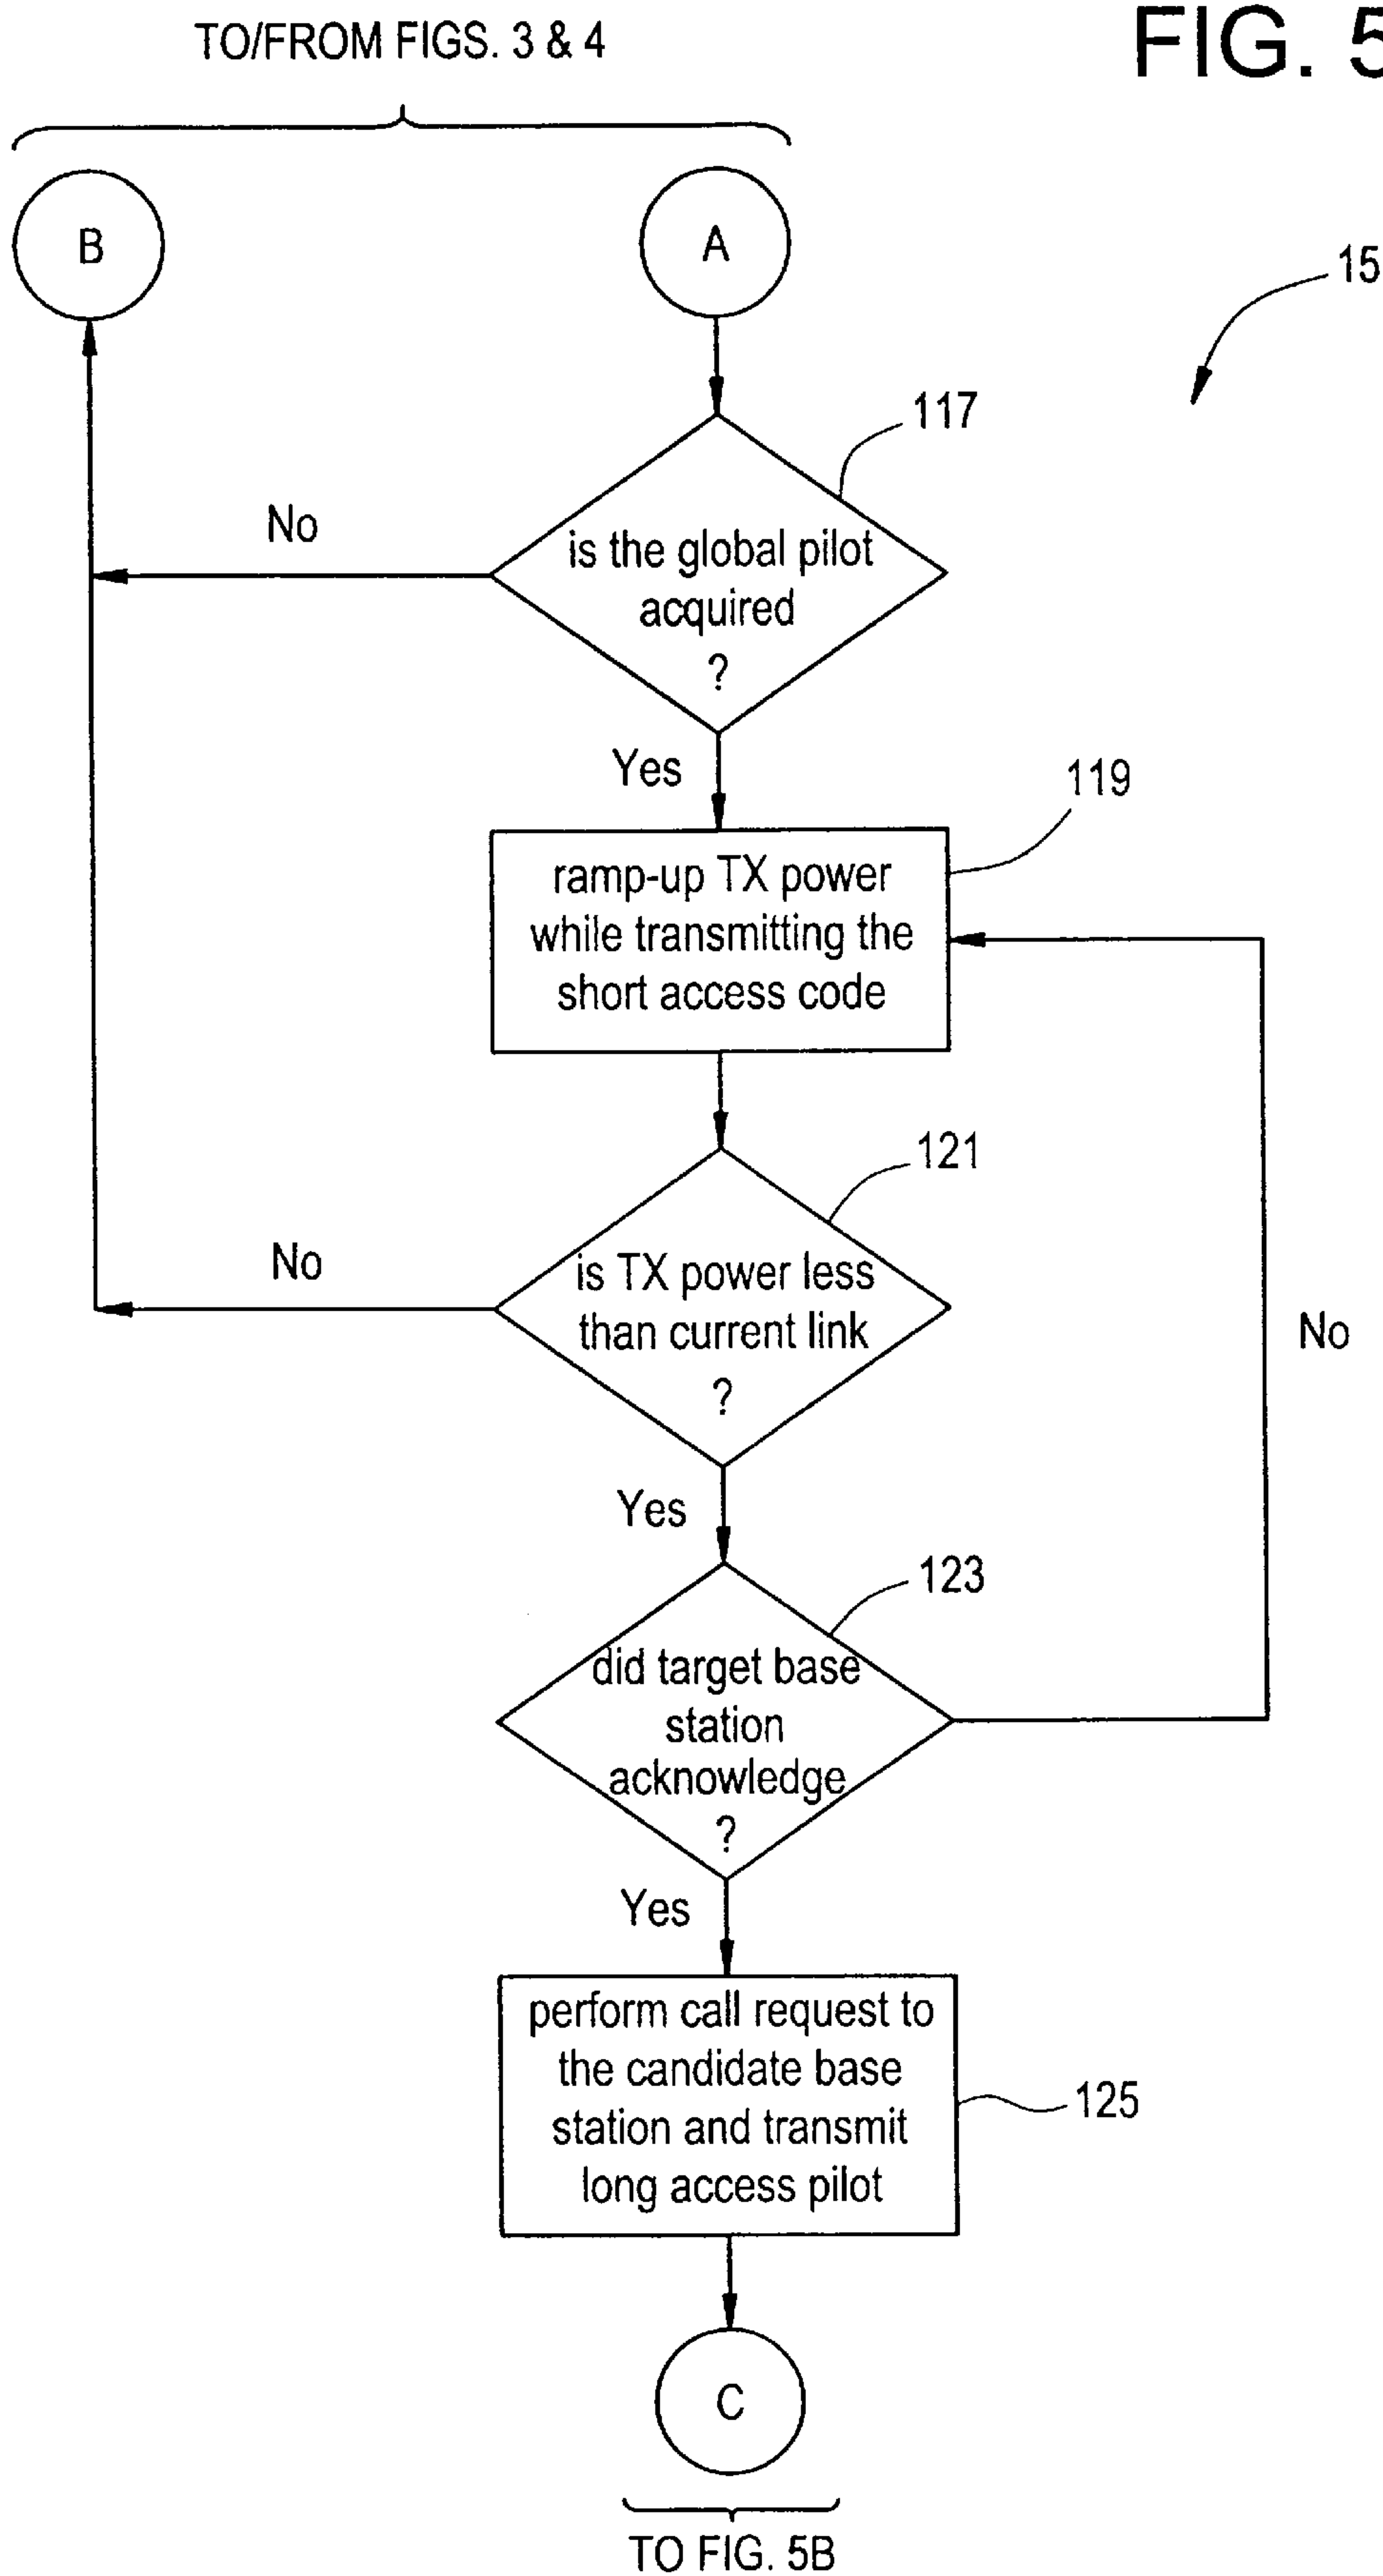 FIG. 5
TO/FROM FIGS. 3 & 4
B
A
15
117
No
is the global pilot
acquired
?
Yes
119
ramp-up TX power
while transmitting the
short access code
121
No
is TX power less
than current link
?
No
Yes
123
did target base
station
acknowledge
?
Yes
perform call request to
the candidate base
station and transmit
long access pilot
125
C
TO FIG. 5B